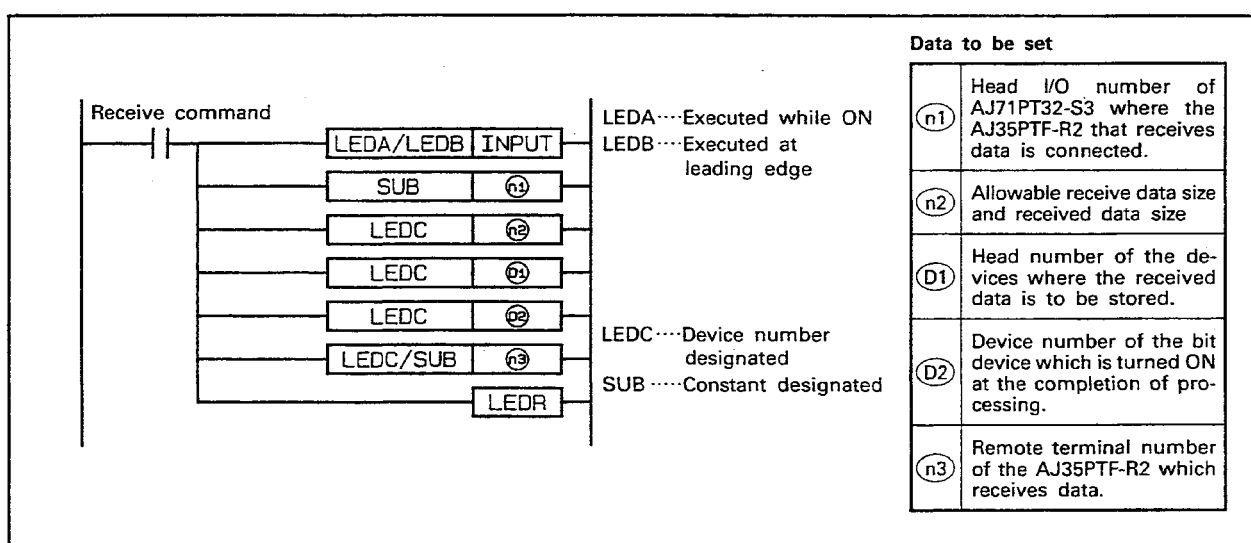 Receive command
LEDA/LEDB INPUT
SUB n1
LEDC n2
LEDC D1
LEDC D2
LEDC/SUB n3
LEDR
LEDA····Executed while ON
LEDB····Executed at
leading edge
LEDC····Device number
designated
SUB ·····Constant designated
Data to be set
n1 Head I/O number of
AJ71PT32-S3 where the
AJ35PTF-R2 that receives
data is connected.
n2 Allowable receive data size
and received data size
D1 Head number of the de-
vices where the received
data is to be stored.
D2 Device number of the bit
device which is turned ON
at the completion of pro-
cessing.
n3 Remote terminal number
of the AJ35PTF-R2 which
receives data.